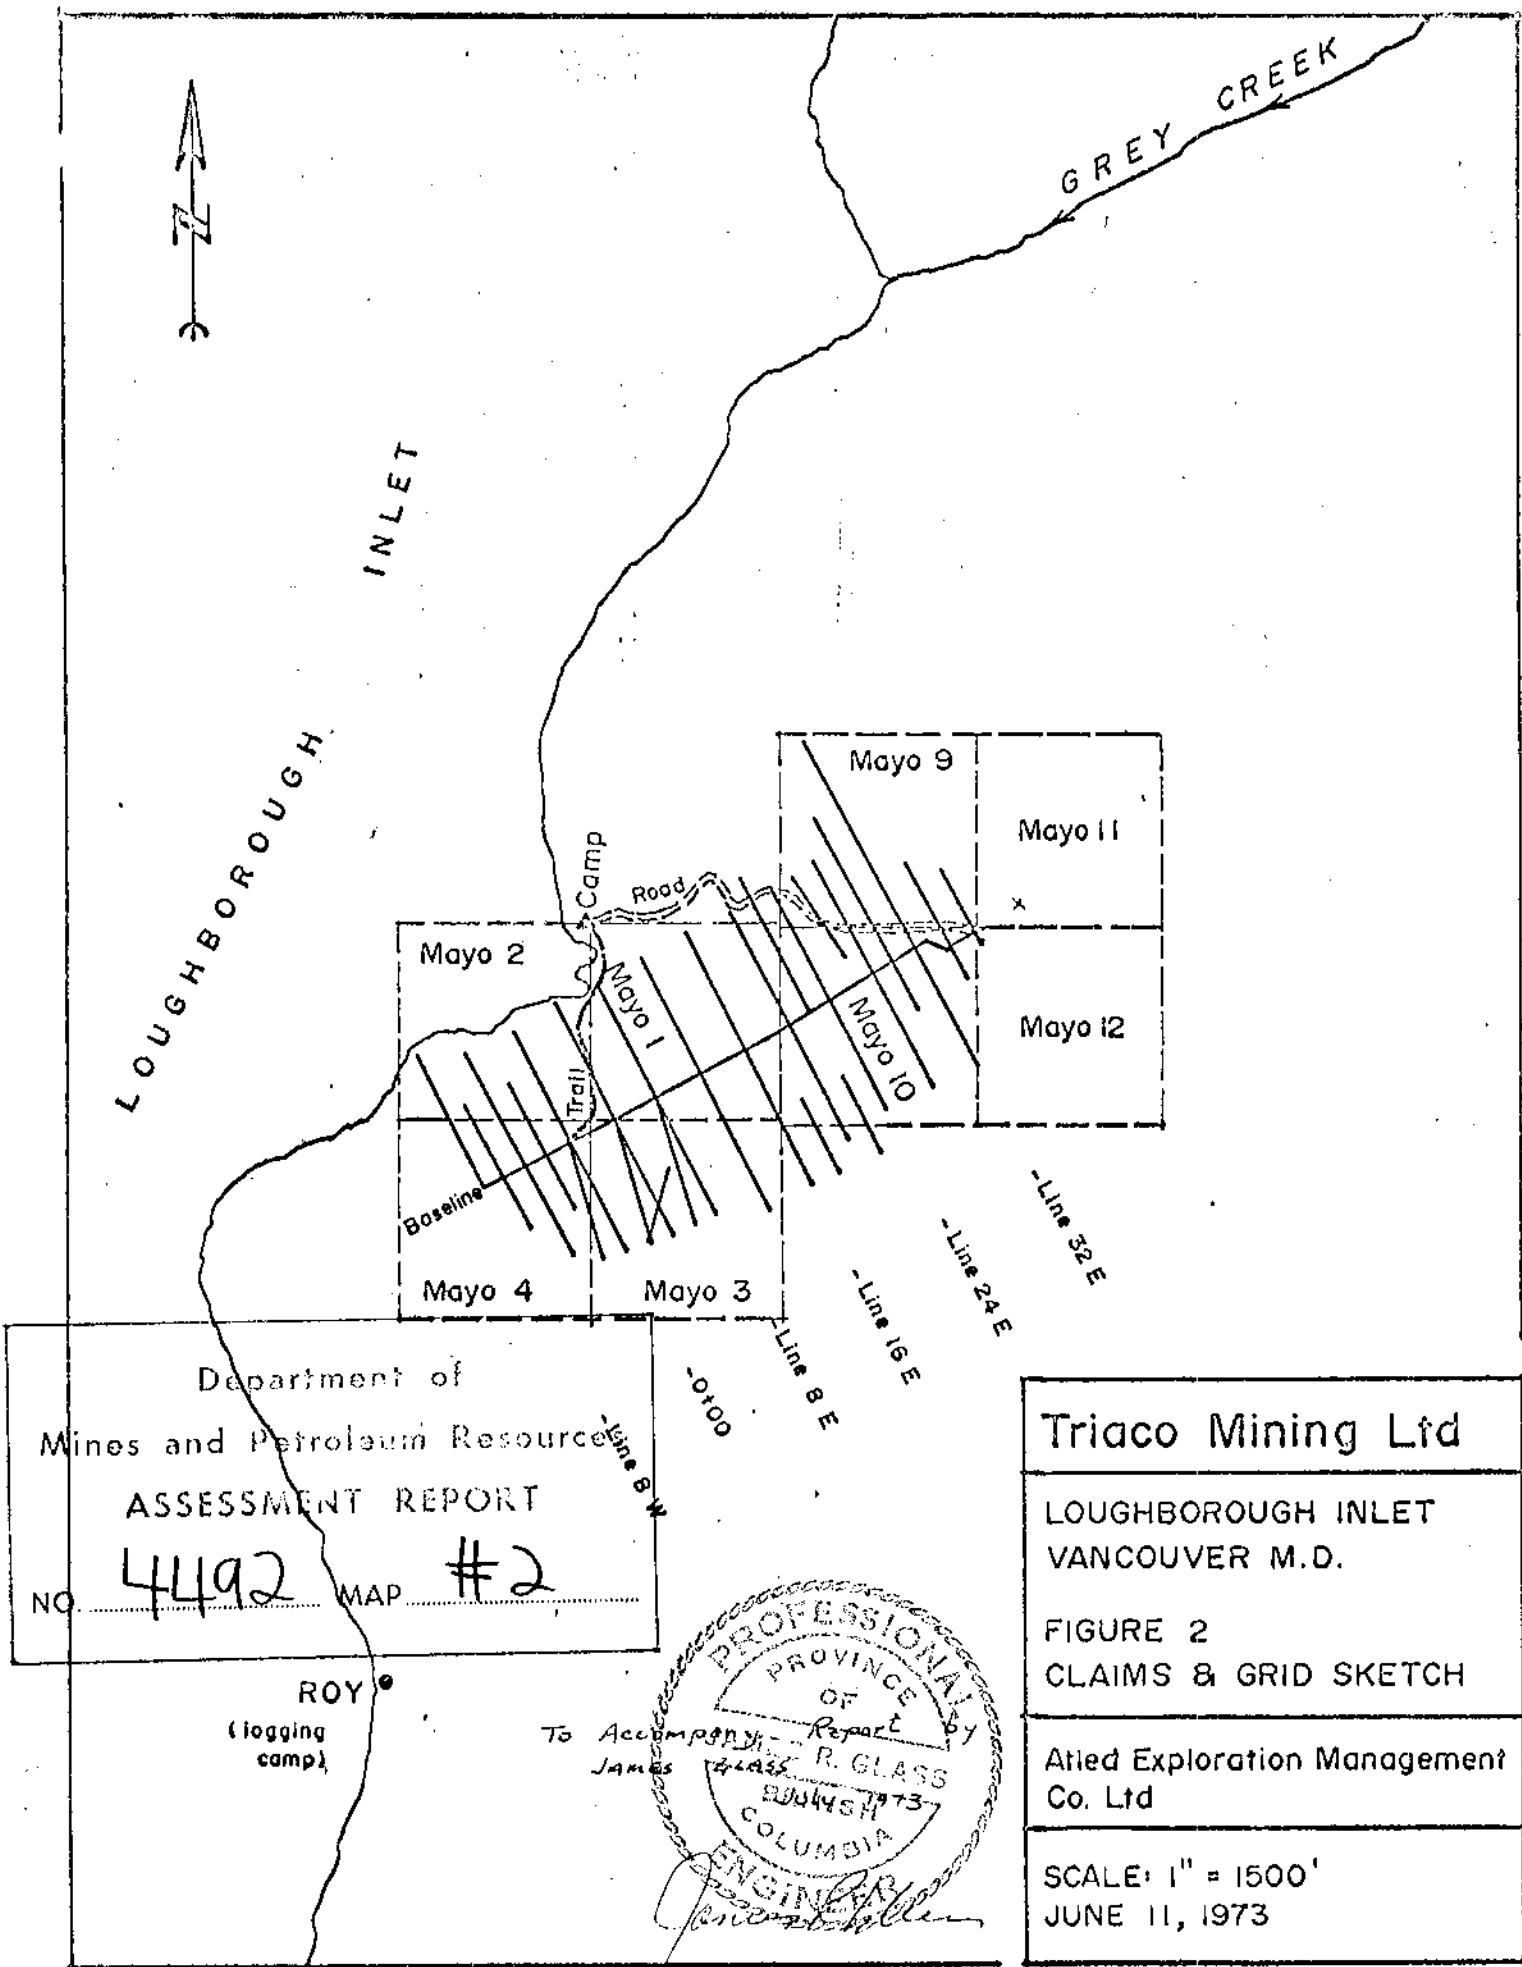 GREY CREEK
N
LOUGHBOROUGH INLET
Mayo 9
Mayo 11
Camp
Road
Mayo 2
Mayo 1
Mayo 10
Mayo 12
Trail
Baseline
Mayo 4
Mayo 3
-Line 32 E
-Line 24 E
-Line 16 E
-Line 8 E
-0+00
-Line 8 W
Department of
Mines and Petroleum Resources
ASSESSMENT REPORT
NO. 4492 MAP #2
ROY
(logging
camp)
To Accompany Report by
JAMES GLASS
July 1973
PROFESSIONAL
PROVINCE
OF
R. GLASS
BRITISH
COLUMBIA
ENGINEER
Triaco Mining Ltd
LOUGHBOROUGH INLET
VANCOUVER M.D.
FIGURE 2
CLAIMS & GRID SKETCH
Atled Exploration Management
Co. Ltd
SCALE: 1" = 1500'
JUNE 11, 1973